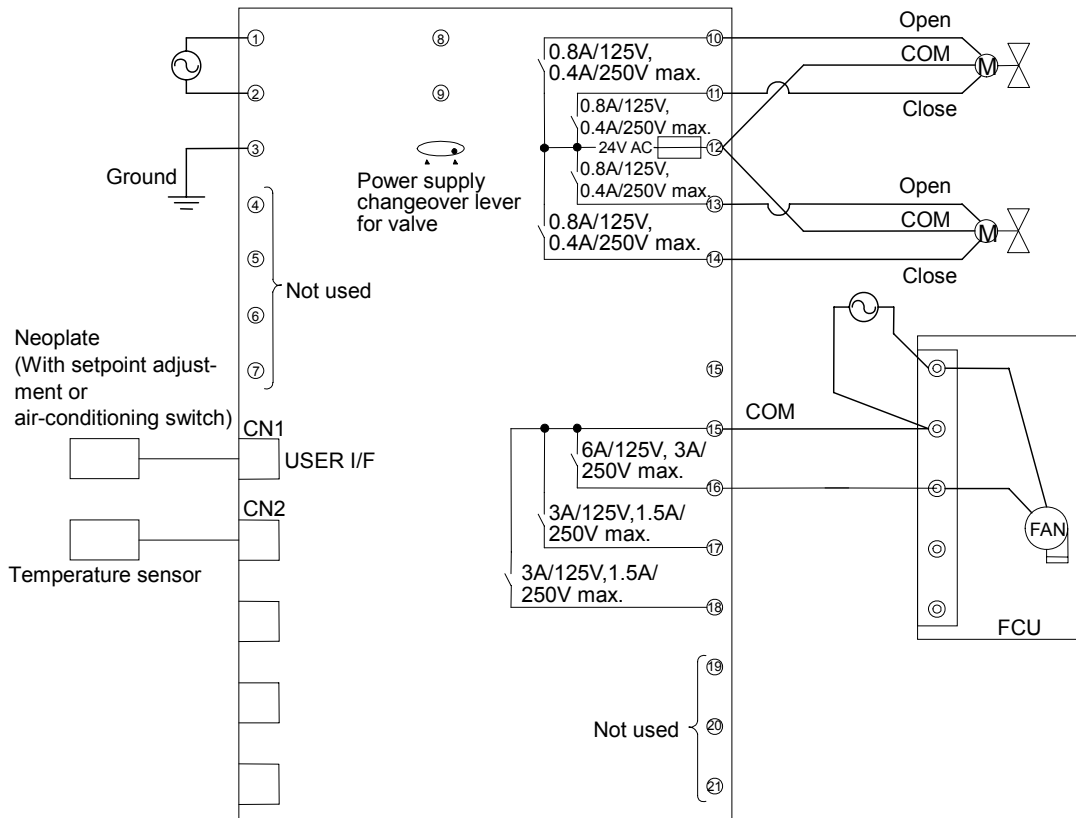 Open
1
8
10
0.8A/125V,
0.4A/250V max.
COM
M
2
9
11
0.8A/125V,
0.4A/250V max.
Close
3
24V AC
12
Ground
Power supply
changeover lever
for valve
0.8A/125V,
0.4A/250V max.
Open
4
13
0.8A/125V,
0.4A/250V max.
COM
M
5
14
Not used
Close
6
Neoplate
(With setpoint adjust-
ment or
air-conditioning switch)
7
15
CN1
USER I/F
COM
15
6A/125V, 3A/
250V max.
16
CN2
3A/125V,1.5A/
250V max.
FAN
17
Temperature sensor
3A/125V,1.5A/
250V max.
18
FCU
19
Not used
20
21